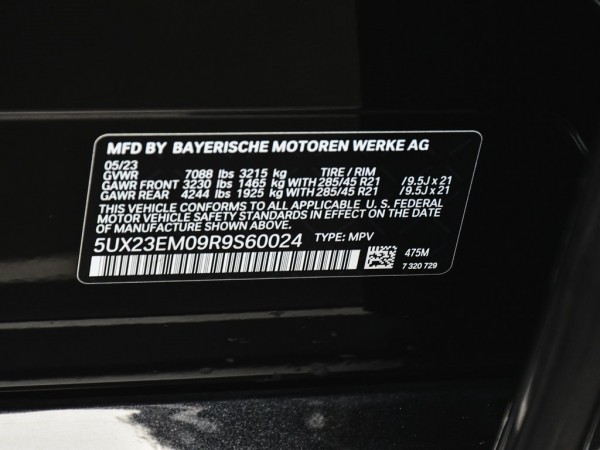 MFD BY BAYERISCHE MOTOREN WERKE AG
05/23
GVWR 7088 lbs 3215 kg TIRE / RIM
GAWR FRONT 3230 lbs 1465 kg WITH 285/45 R21 /9.5J x 21
GAWR REAR 4244 lbs 1925 kg WITH 285/45 R21 /9.5J x 21
THIS VEHICLE CONFORMS TO ALL APPLICABLE U. S. FEDERAL
MOTOR VEHICLE SAFETY STANDARDS IN EFFECT ON THE
DATE OF MANUFACTURE SHOWN ABOVE.
5UX23EM09R9S60024 TYPE: MPV
475M
7 320 729